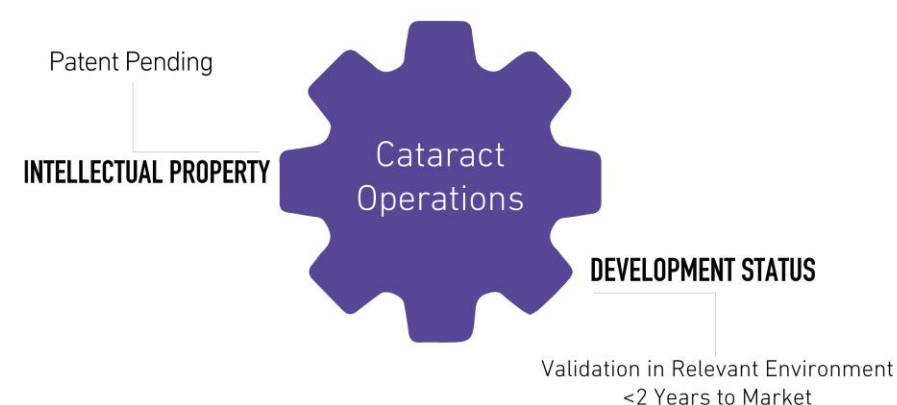 Patent Pending
INTELLECTUAL PROPERTY
Cataract
Operations
DEVELOPMENT STATUS
Validation in Relevant Environment
<2 Years to Market